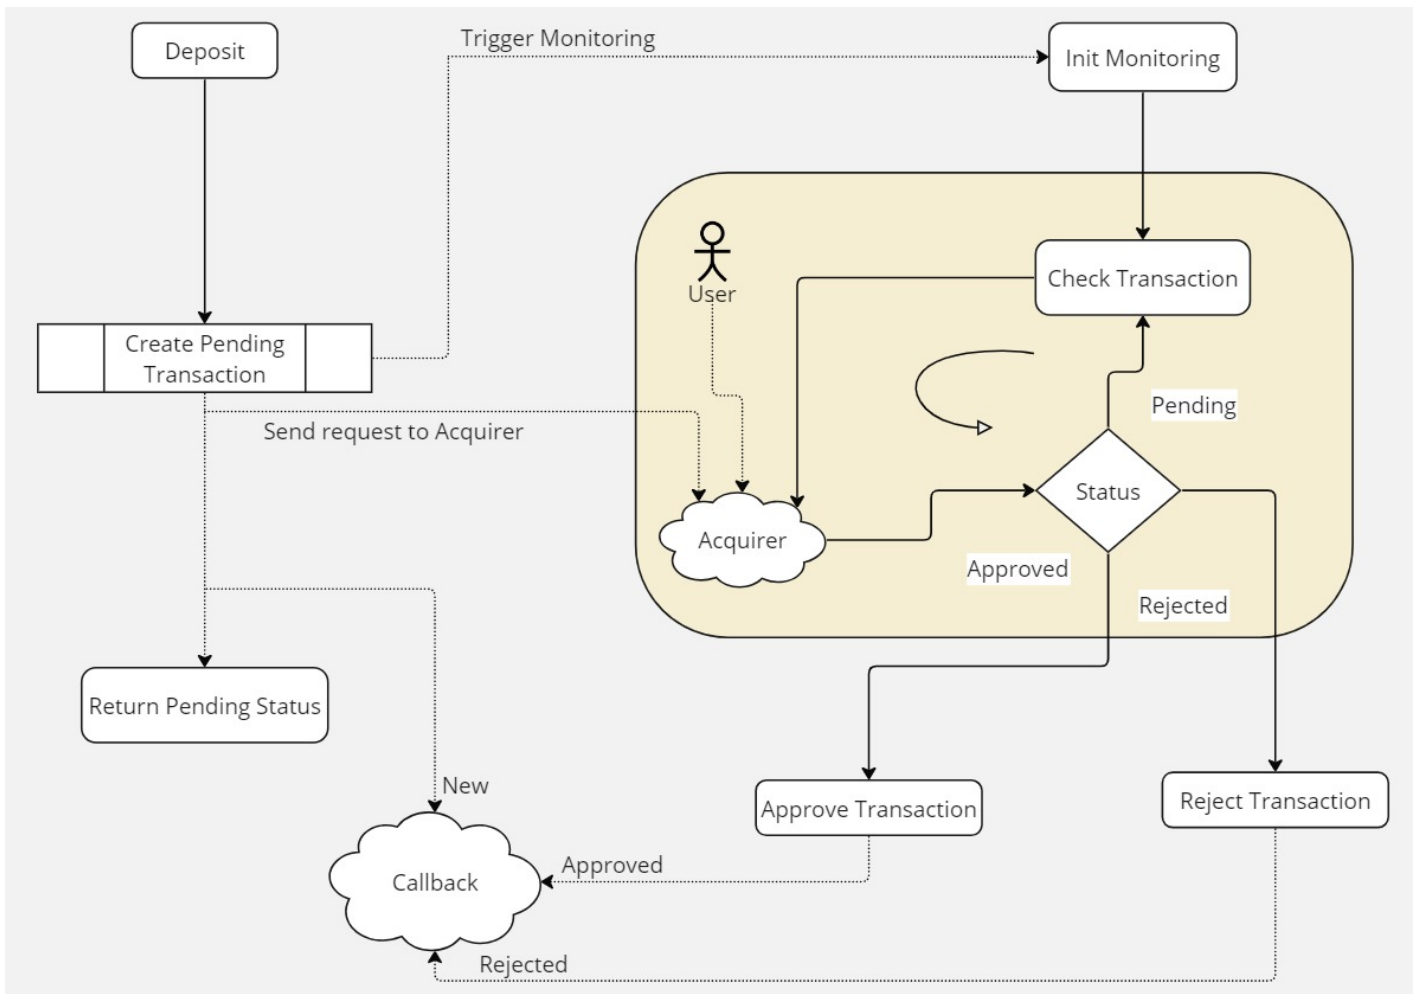 Deposit
Trigger Monitoring
Init Monitoring
User
Check Transaction
Create Pending
Transaction
Send request to Acquirer
Pending
Status
Acquirer
Approved
Rejected
Return Pending Status
New
Approve Transaction
Reject Transaction
Callback
Approved
Rejected